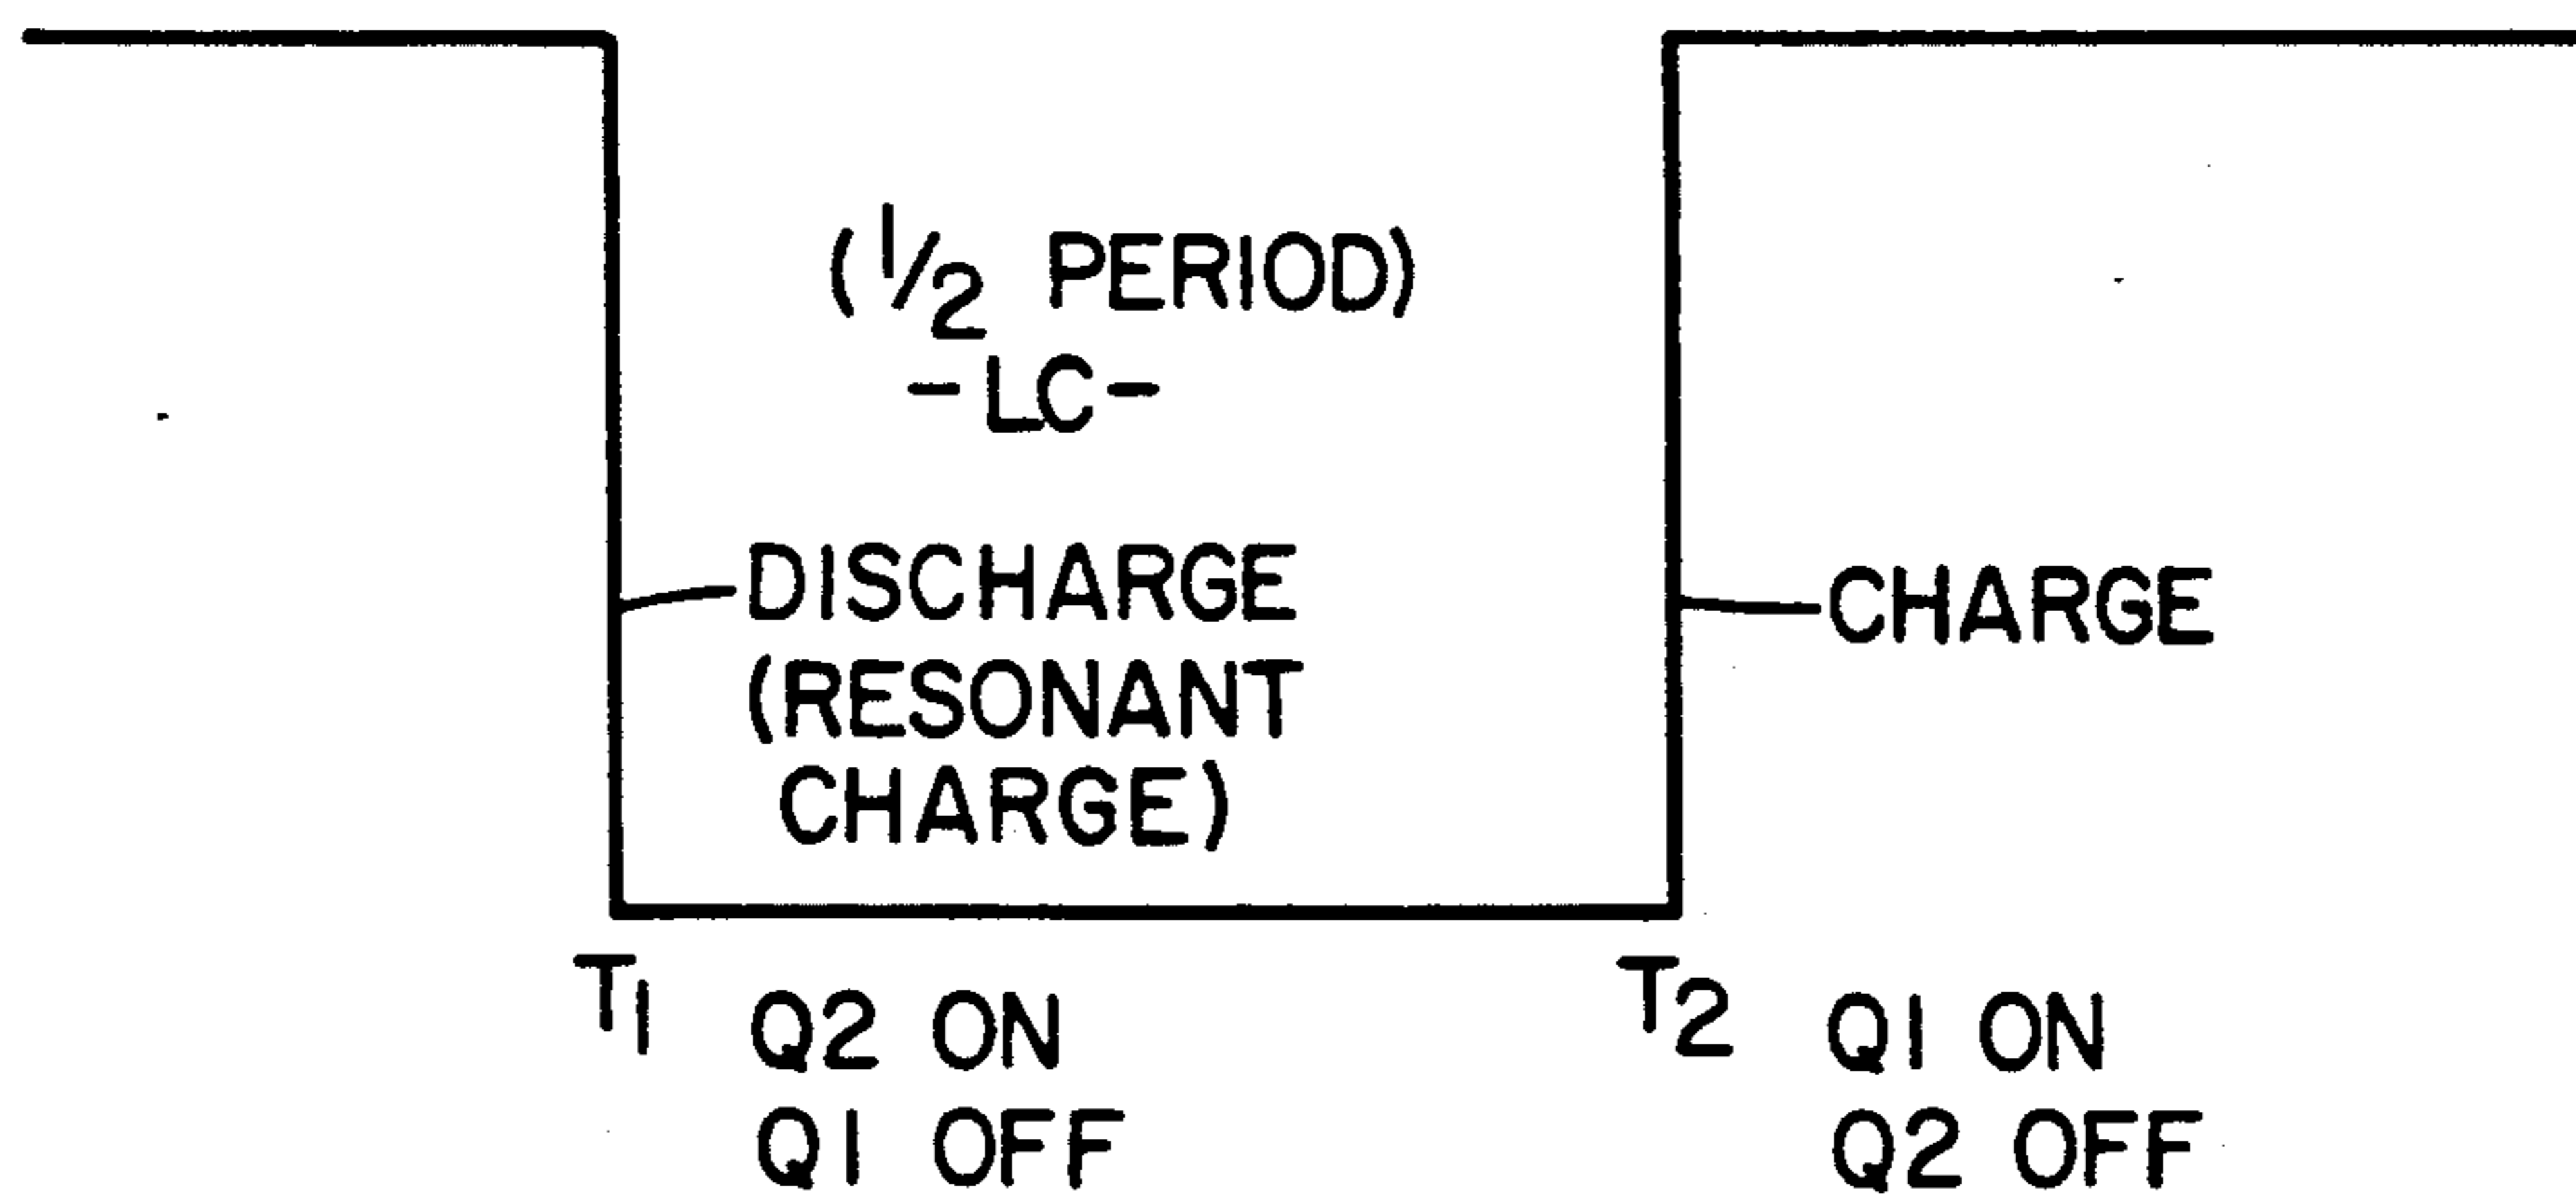 (1/2 PERIOD)
-LC-
DISCHARGE
(RESONANT
CHARGE)
CHARGE
T1 Q2 ON
Q1 OFF
T2 Q1 ON
Q2 OFF